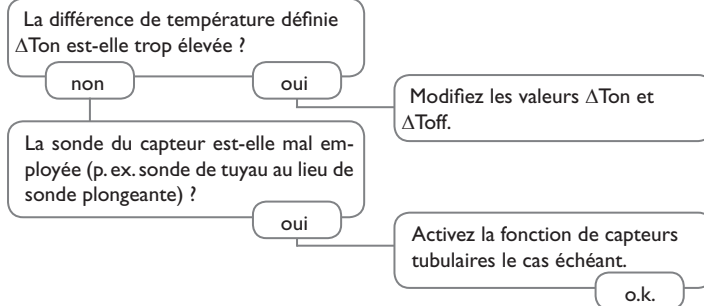 La différence de température définie
ΔTon est-elle trop élevée ?
non
oui
Modifiez les valeurs ΔTon et
ΔToff.
La sonde du capteur est-elle mal em-
ployée (p. ex. sonde de tuyau au lieu de
sonde plongeante) ?
oui
Activez la fonction de capteurs
tubulaires le cas échéant.
o.k.